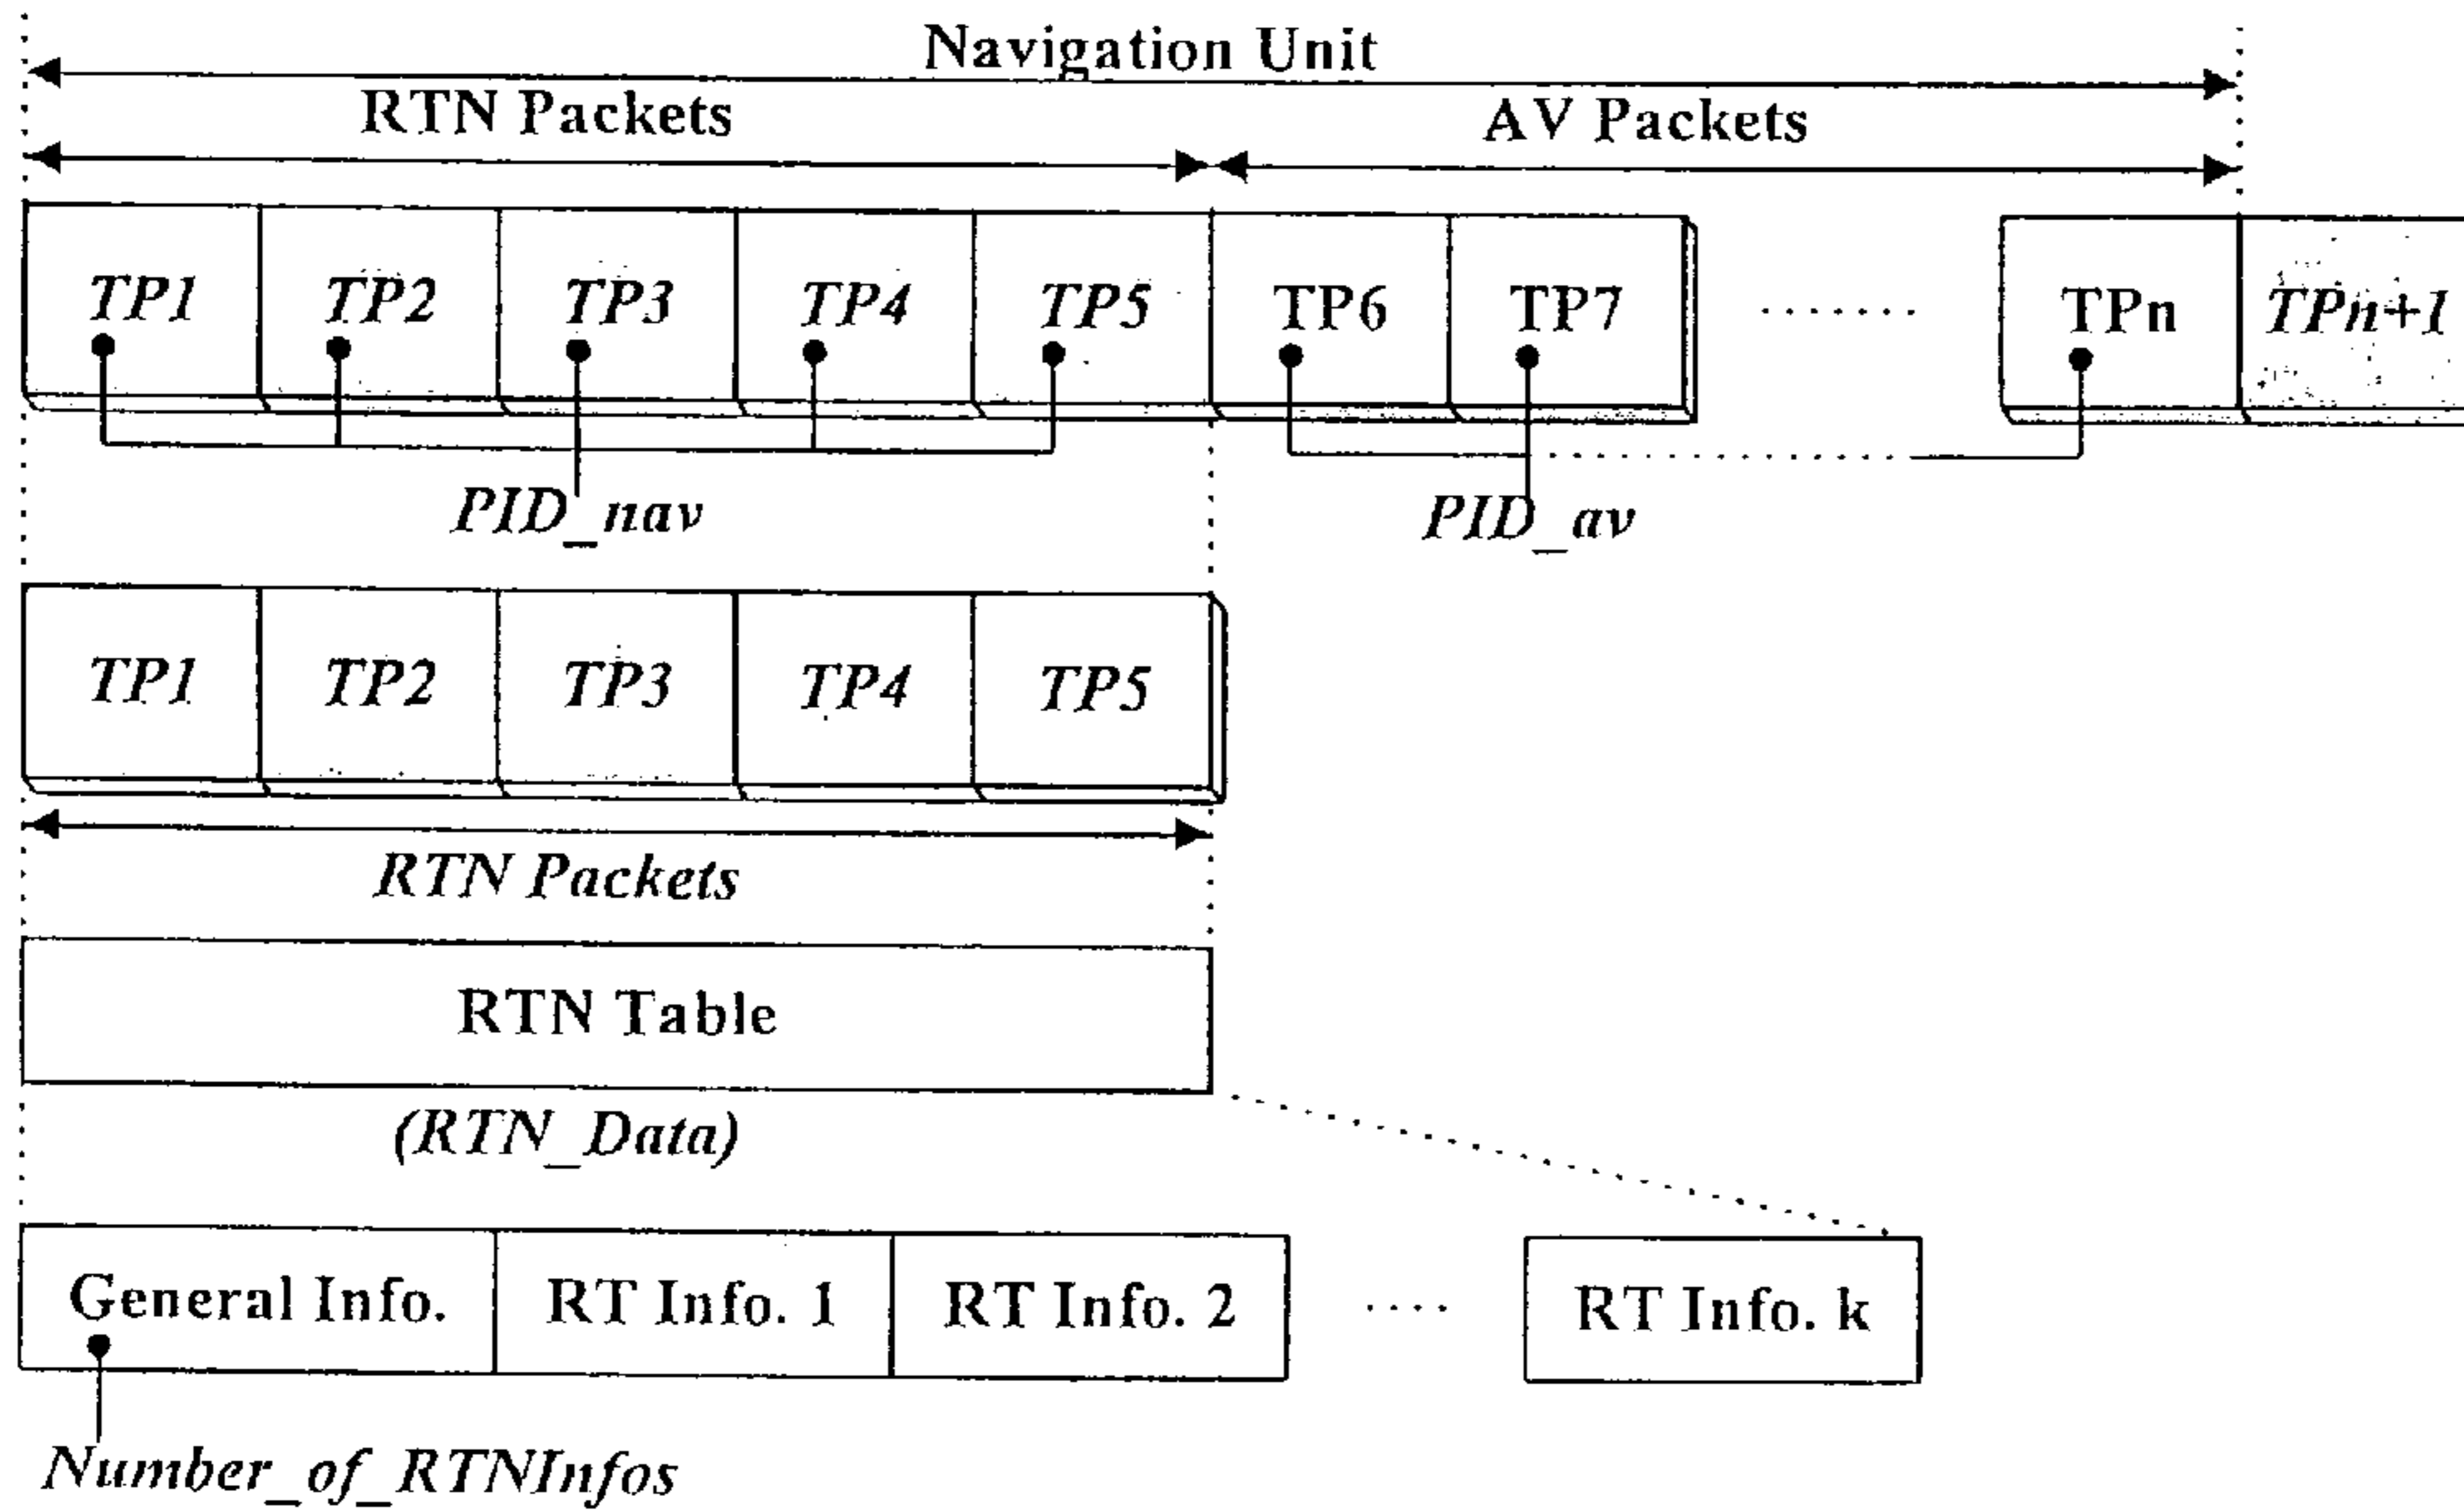 Navigation Unit
RTN Packets AV Packets
TP1 TP2 TP3 TP4 TP5 TP6 TP7 ....... TPn TPn+1
PID_nav PID_av
TP1 TP2 TP3 TP4 TP5
RTN Packets
RTN Table
(RTN_Data)
General Info. RT Info. 1 RT Info. 2 .... RT Info. k
Number_of_RTNInfos